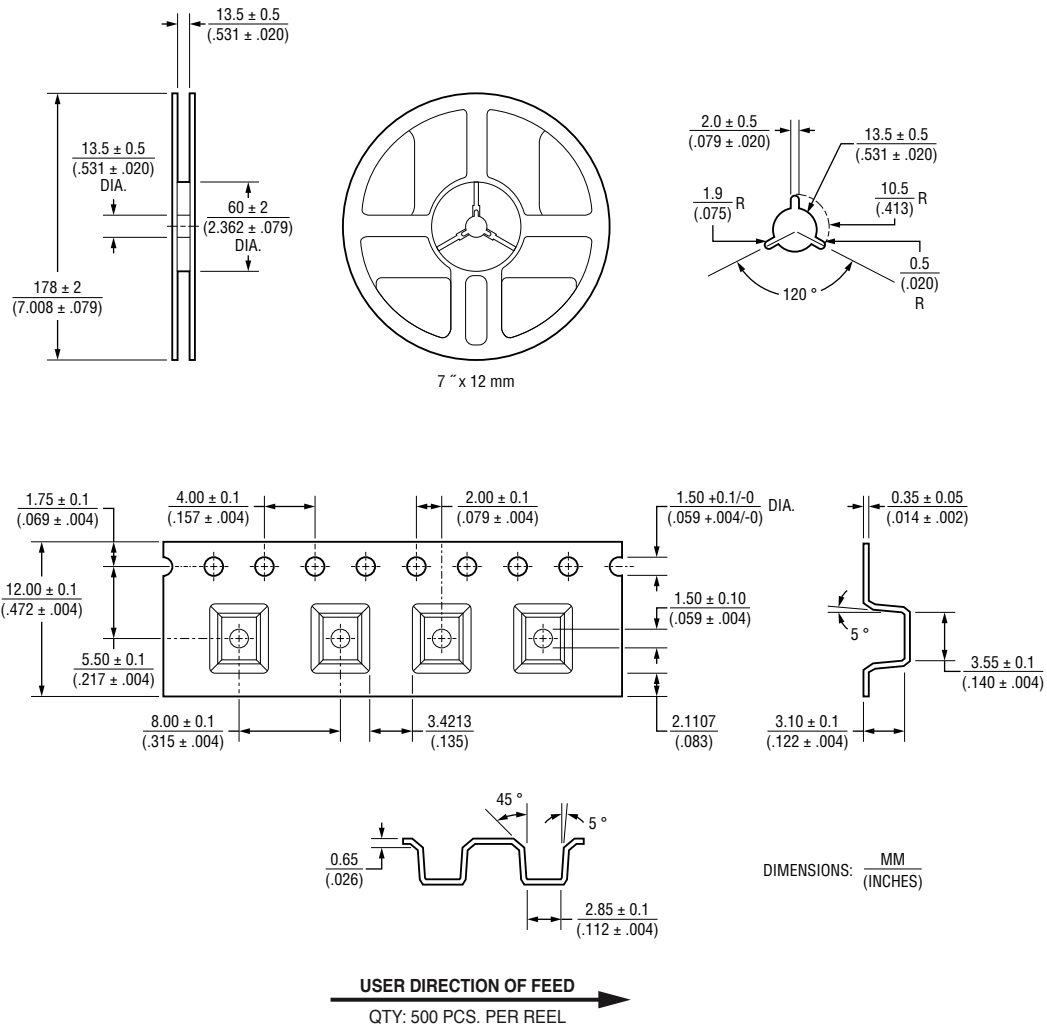 13.5 ± 0.5
(.531 ± .020)
13.5 ± 0.5
(.531 ± .020)
DIA.
60 ± 2
(2.362 ± .079)
DIA.
178 ± 2
(7.008 ± .079)
7 ˝ x 12 mm
2.0 ± 0.5
(.079 ± .020)
13.5 ± 0.5
(.531 ± .020)
1.9
(.075)
R
10.5
(.413)
R
0.5
(.020)
R
120 °
1.75 ± 0.1
(.069 ± .004)
4.00 ± 0.1
(.157 ± .004)
2.00 ± 0.1
(.079 ± .004)
1.50 +0.1/-0
(.059 +.004/-0)
DIA.
0.35 ± 0.05
(.014 ± .002)
12.00 ± 0.1
(.472 ± .004)
1.50 ± 0.10
(.059 ± .004)
5 °
5.50 ± 0.1
(.217 ± .004)
3.55 ± 0.1
(.140 ± .004)
8.00 ± 0.1
(.315 ± .004)
3.4213
(.135)
2.1107
(.083)
3.10 ± 0.1
(.122 ± .004)
45 °
5 °
0.65
(.026)
2.85 ± 0.1
(.112 ± .004)
DIMENSIONS:
MM
(INCHES)
USER DIRECTION OF FEED
QTY: 500 PCS. PER REEL